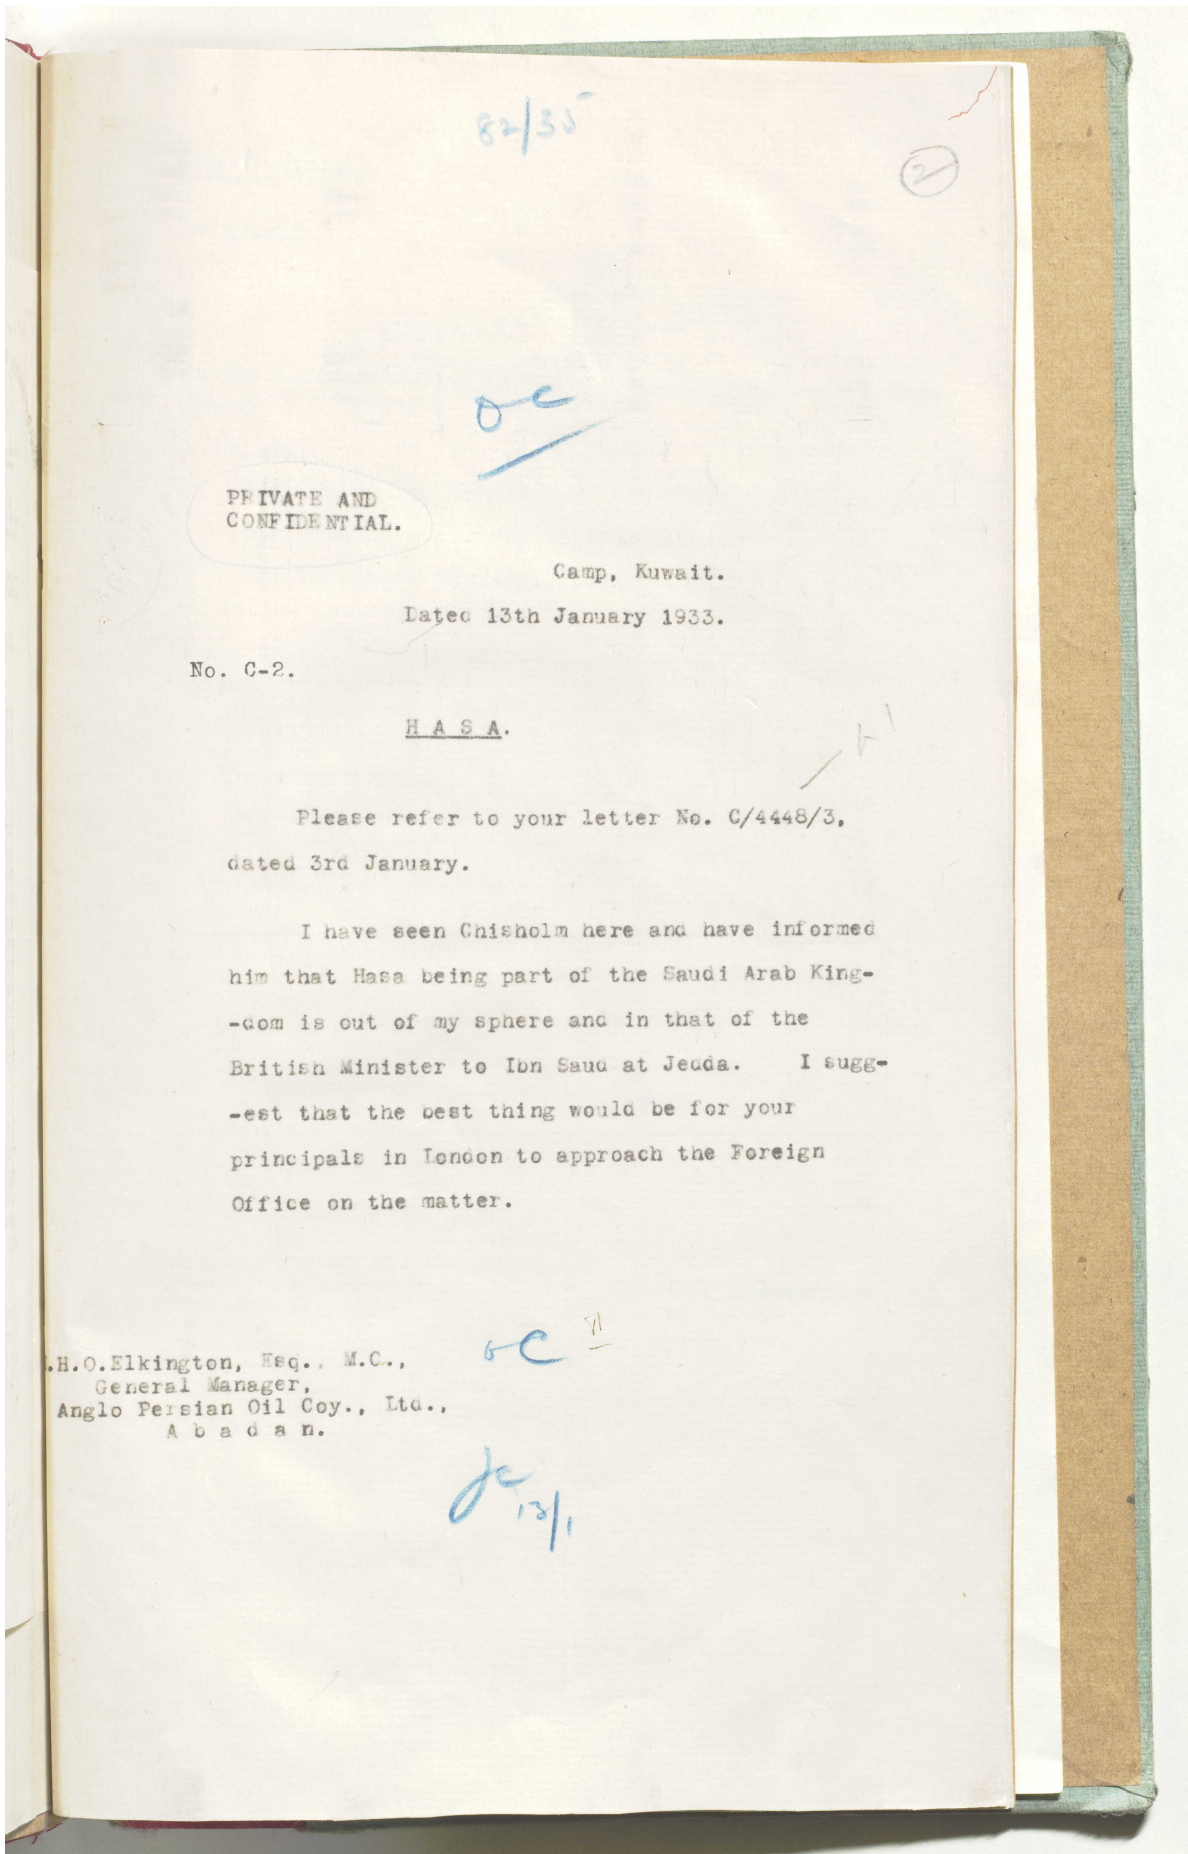 82/35
2
oc
PRIVATE AND
CONFIDENTIAL.
Camp, Kuwait.
Dated 13th January 1933.
No. C-2.
H A S A.
Please refer to your letter No. C/4448/3,
dated 3rd January.
I have seen Chisholm here and have informed
him that Hasa being part of the Saudi Arab King-
-dom is out of my sphere and in that of the
British Minister to Ibn Saud at Jedda. I sugg-
-est that the best thing would be for your
principals in London to approach the Foreign
Office on the matter.
oc
.H.O.Elkington, Esq., M.C.,
General Manager,
Anglo Persian Oil Coy., Ltd.,
A b a d a n.
13/1